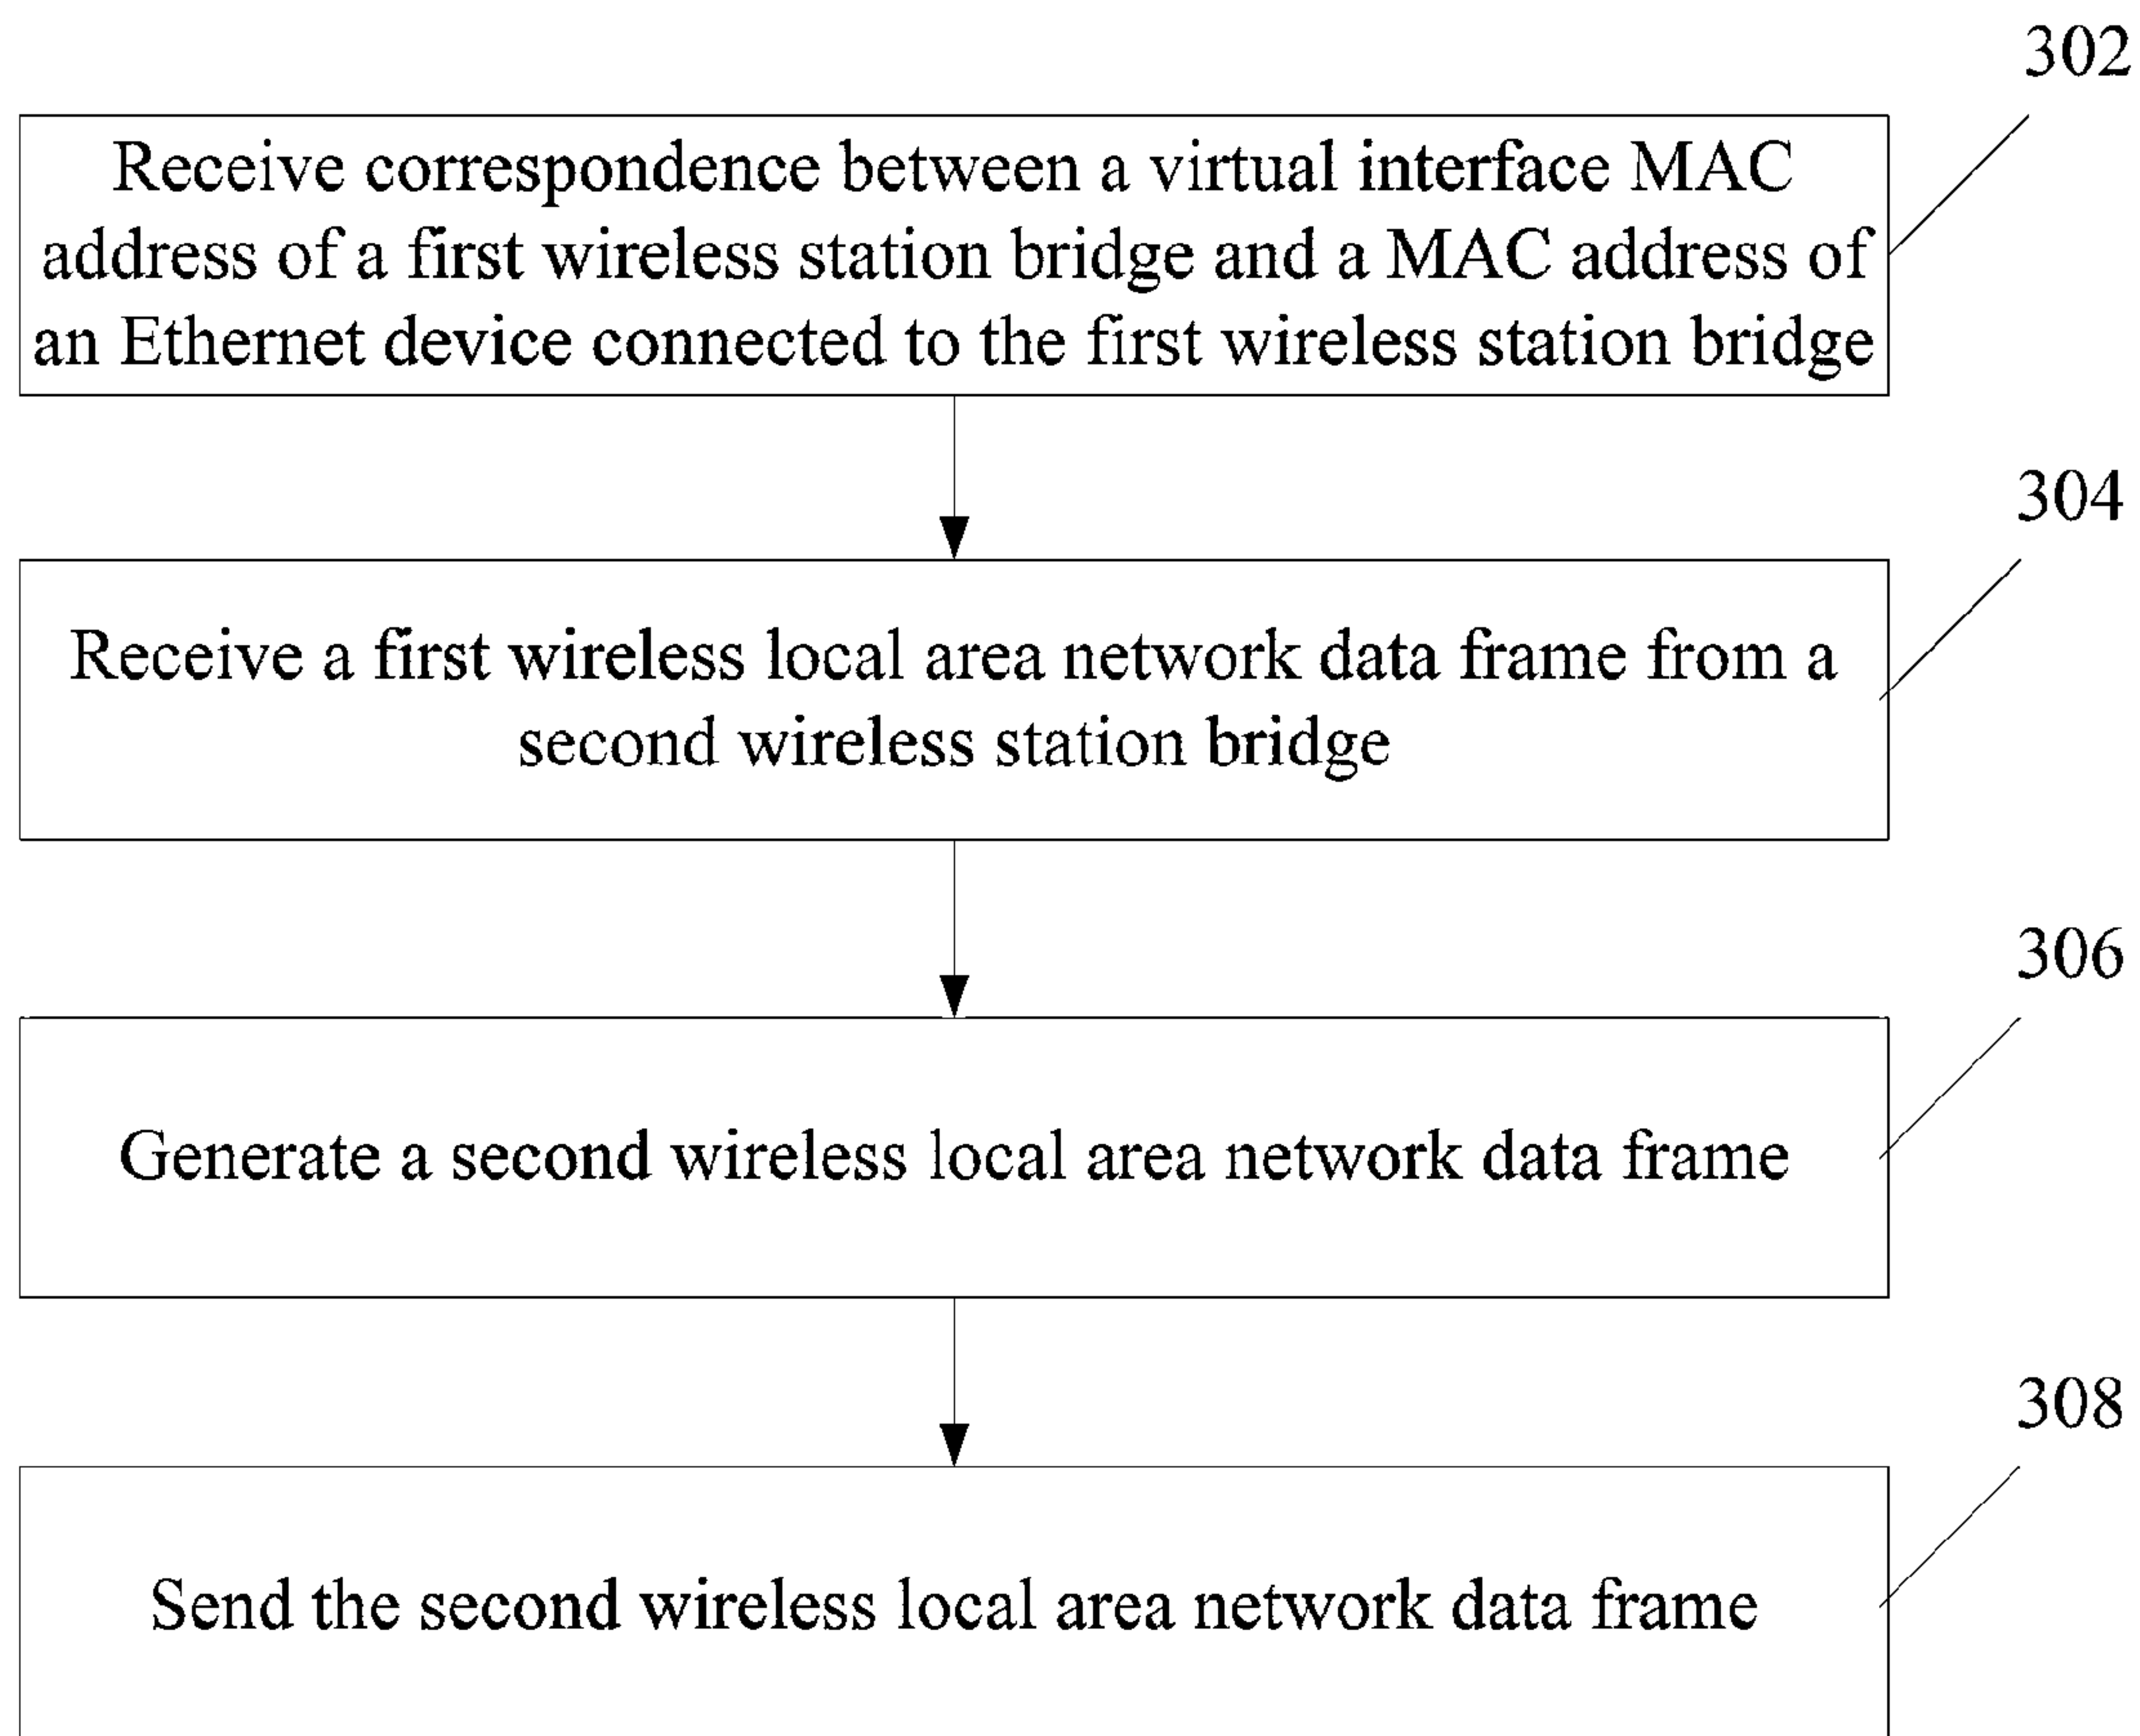 302
Receive correspondence between a virtual interface MAC
address of a first wireless station bridge and a MAC address of
an Ethernet device connected to the first wireless station bridge
304
Receive a first wireless local area network data frame from a
second wireless station bridge
306
Generate a second wireless local area network data frame
308
Send the second wireless local area network data frame